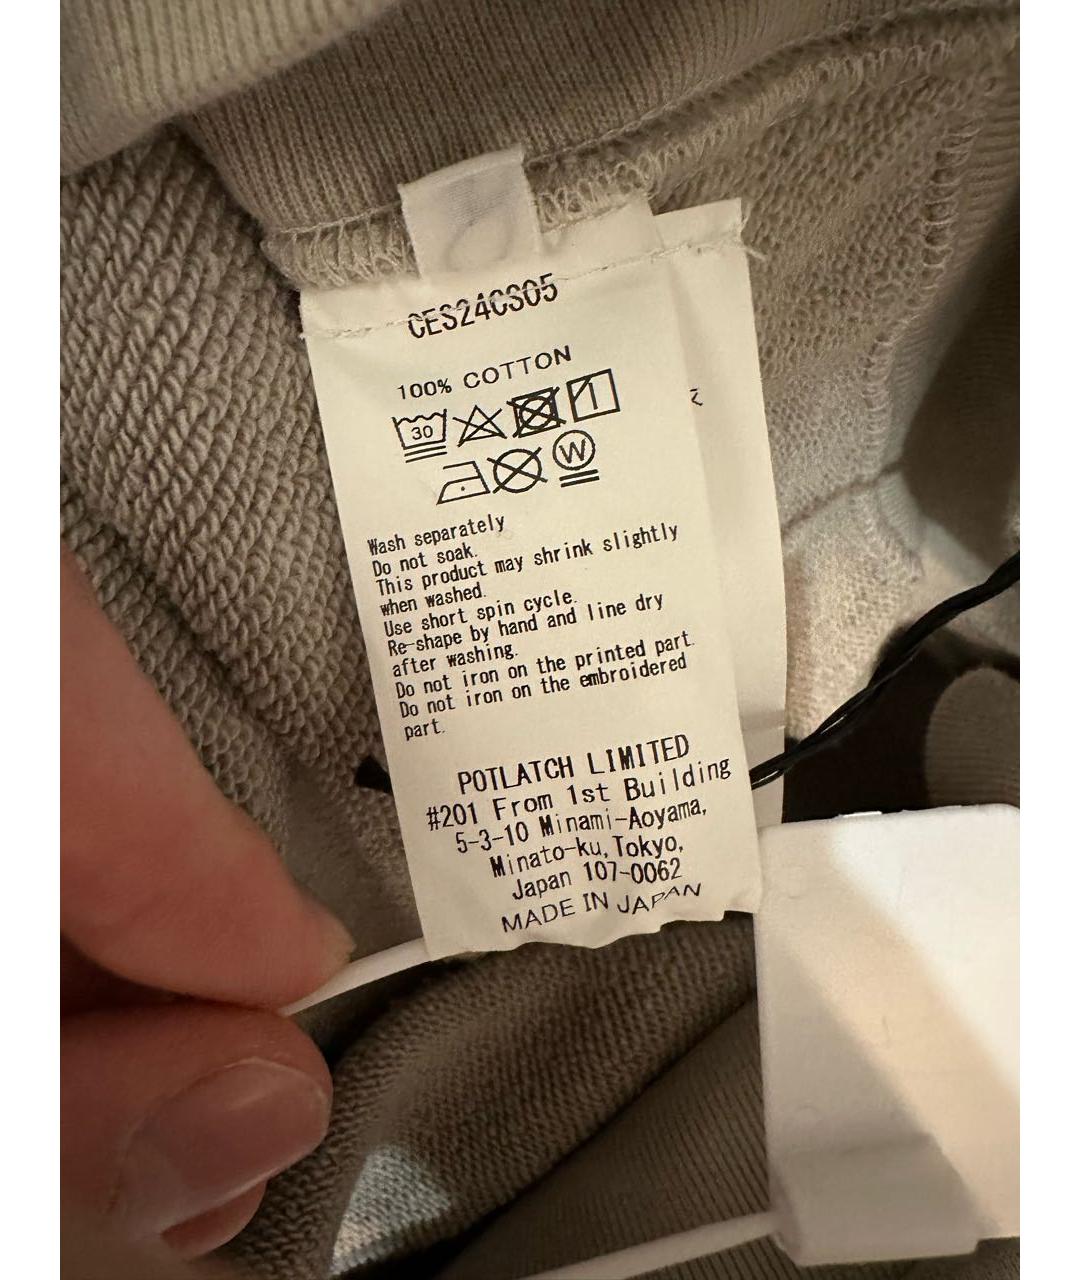 CES24CS05
100% COTTON
30
W
Wash separately
Do not soak.
This product may shrink slightly
when washed.
Use short spin cycle.
Re-shape by hand and line dry
after washing.
Do not iron on the printed part.
Do not iron on the embroidered
part.
POTLATCH LIMITED
#201 From 1st Building
5-3-10 Minami-Aoyama,
Minato-ku, Tokyo,
Japan 107-0062
MADE IN JAPAN